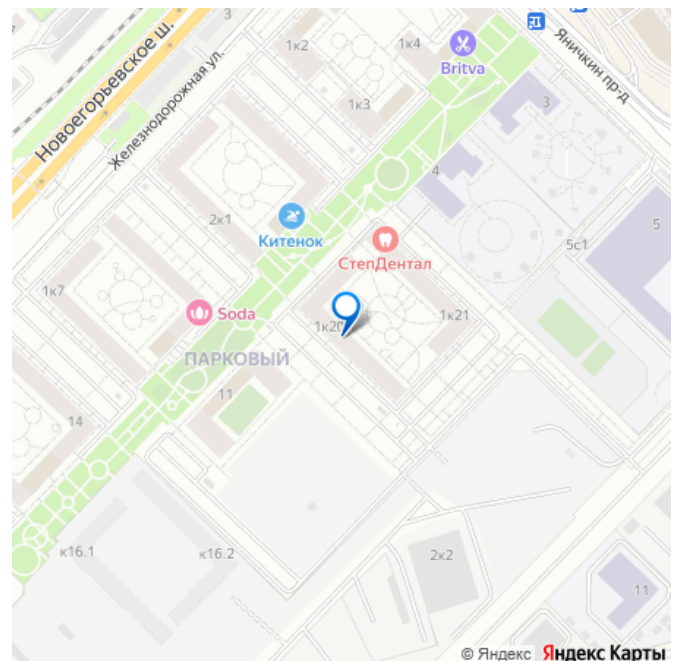 3
1к2
1к4
Britva
Яничкин пр-д
Новоегорьевское ш.
Железнодорожная ул.
1к3
3
4
2к1
Китенок
СтепДентал
5
5с1
1к7
Soda
1к20
1к21
ПАРКОВЫЙ
11
14
к16.1
к16.2
2к2
11
© Яндекс Яндекс Карты